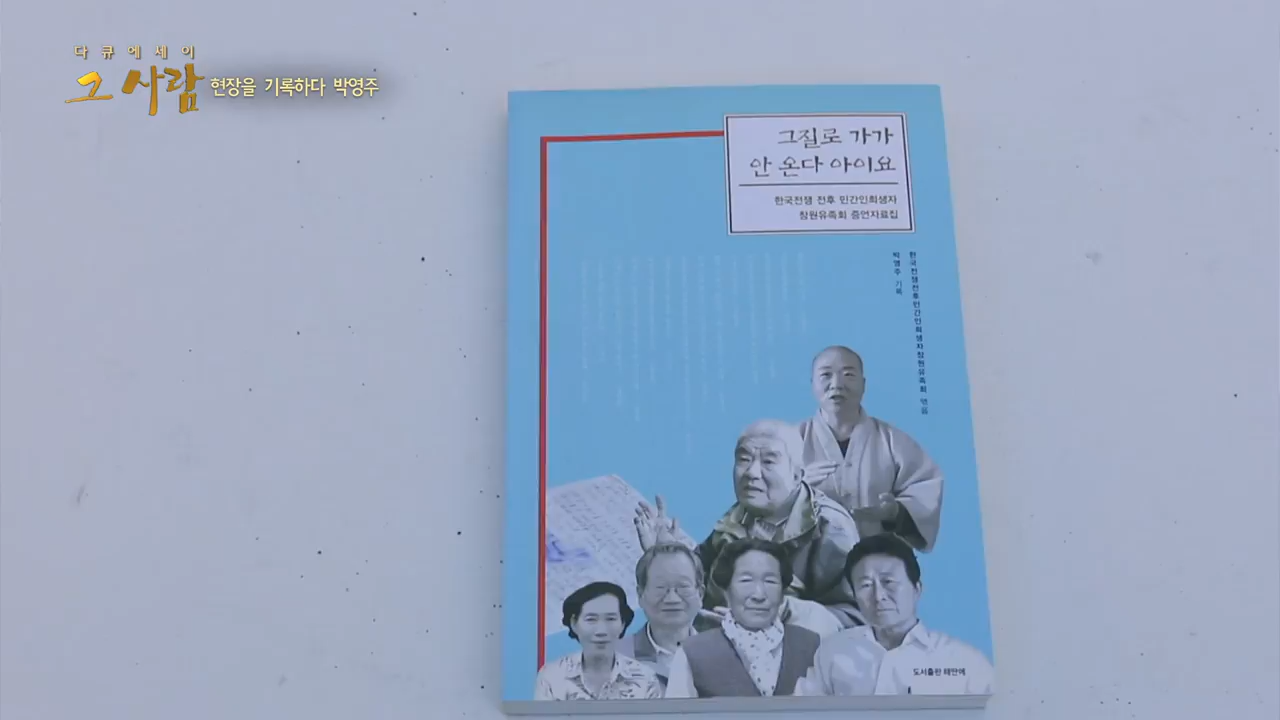 다큐에세이
그 사람 현장을 기록하다 박영주
그질로 가가
안 온다 아이요
한국전쟁 전후 민간인희생자
창원유족회 증언자료집
한국전쟁전후민간인희생자창원유족회 엮음
박영주 기록
도서출판 해딴에